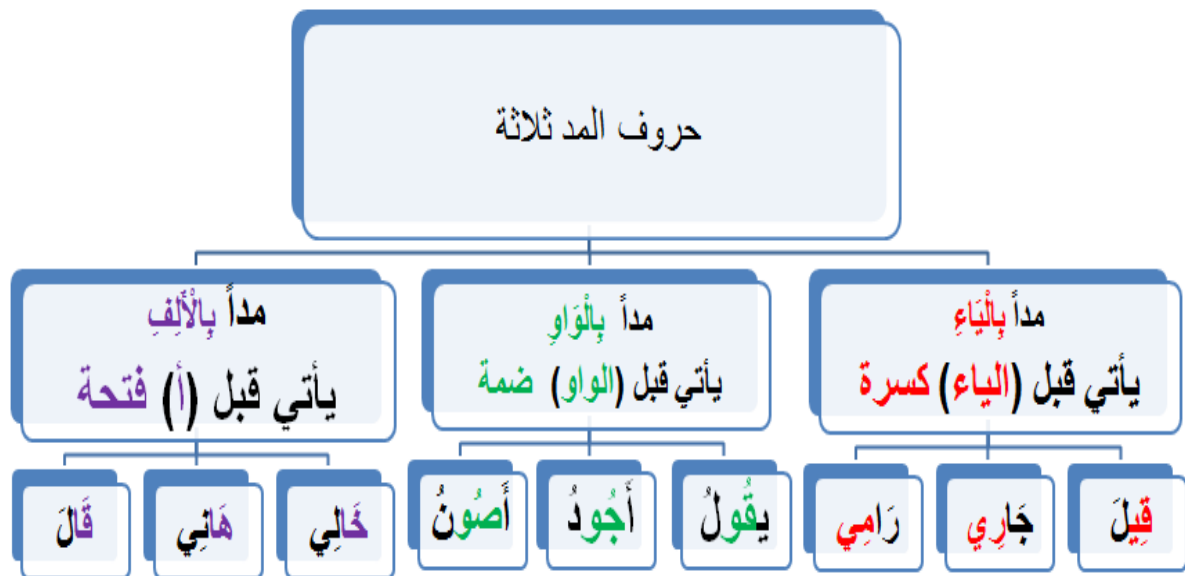 حروف المد ثلاثة
مداً بِالْيَاءِ
يأتي قبل (الياء) كسرة
مداً بِالْوَاوِ
يأتي قبل (الواو) ضمة
مداً بِالْأَلِفِ
يأتي قبل (أ) فتحة
قِيلَ
جَارِي
رَامِي
يقُولُ
أَجُودُ
أَصُونُ
خَالِي
هَانِي
قَالَ